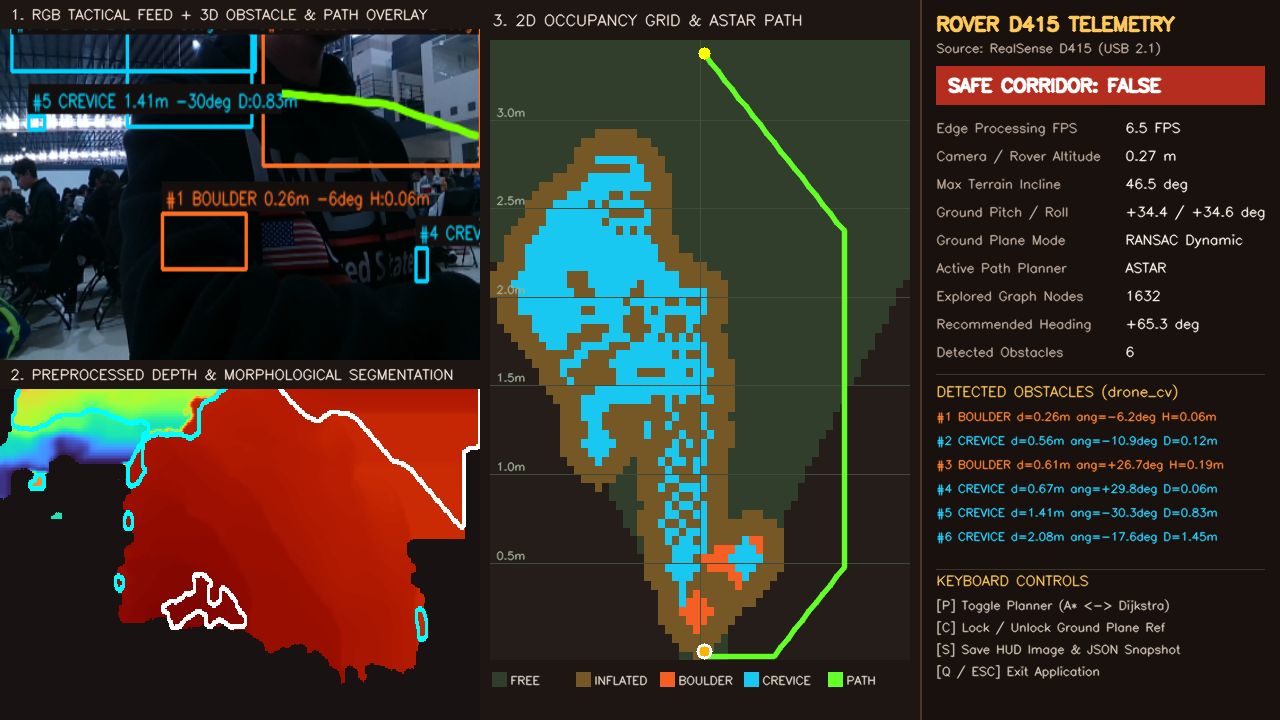 1. RGB TACTICAL FEED + 3D OBSTACLE & PATH OVERLAY
#5 CREVICE 1.41m -30deg D:0.83m
#1 BOULDER 0.26m -6deg H:0.06m
#4 CREV
ed State
2. PREPROCESSED DEPTH & MORPHOLOGICAL SEGMENTATION
3. 2D OCCUPANCY GRID & ASTAR PATH
3.0m
2.5m
2.0m
1.5m
1.0m
0.5m
FREE INFLATED BOULDER CREVICE PATH
ROVER D415 TELEMETRY
Source: RealSense D415 (USB 2.1)
SAFE CORRIDOR: FALSE
Edge Processing FPS 6.5 FPS
Camera / Rover Altitude 0.27 m
Max Terrain Incline 46.5 deg
Ground Pitch / Roll +34.4 / +34.6 deg
Ground Plane Mode RANSAC Dynamic
Active Path Planner ASTAR
Explored Graph Nodes 1632
Recommended Heading +65.3 deg
Detected Obstacles 6
DETECTED OBSTACLES (drone_cv)
#1 BOULDER d=0.26m ang=-6.2deg H=0.06m
#2 CREVICE d=0.56m ang=-10.9deg D=0.12m
#3 BOULDER d=0.61m ang=+26.7deg H=0.19m
#4 CREVICE d=0.67m ang=+29.8deg D=0.06m
#5 CREVICE d=1.41m ang=-30.3deg D=0.83m
#6 CREVICE d=2.08m ang=-17.6deg D=1.45m
KEYBOARD CONTROLS
[P] Toggle Planner (A* <-> Dijkstra)
[C] Lock / Unlock Ground Plane Ref
[S] Save HUD Image & JSON Snapshot
[Q / ESC] Exit Application